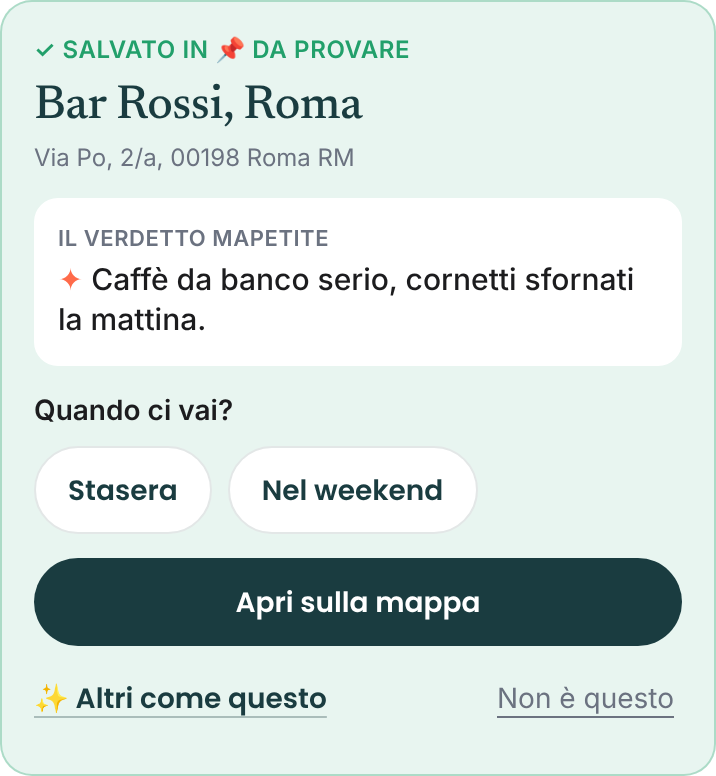 ✓ SALVATO IN 📌 DA PROVARE
Bar Rossi, Roma
Via Po, 2/a, 00198 Roma RM
IL VERDETTO MAPETITE
✦ Caffè da banco serio, cornetti sfornati
la mattina.
Quando ci vai?
Stasera
Nel weekend
Apri sulla mappa
✨ Altri come questo
Non è questo